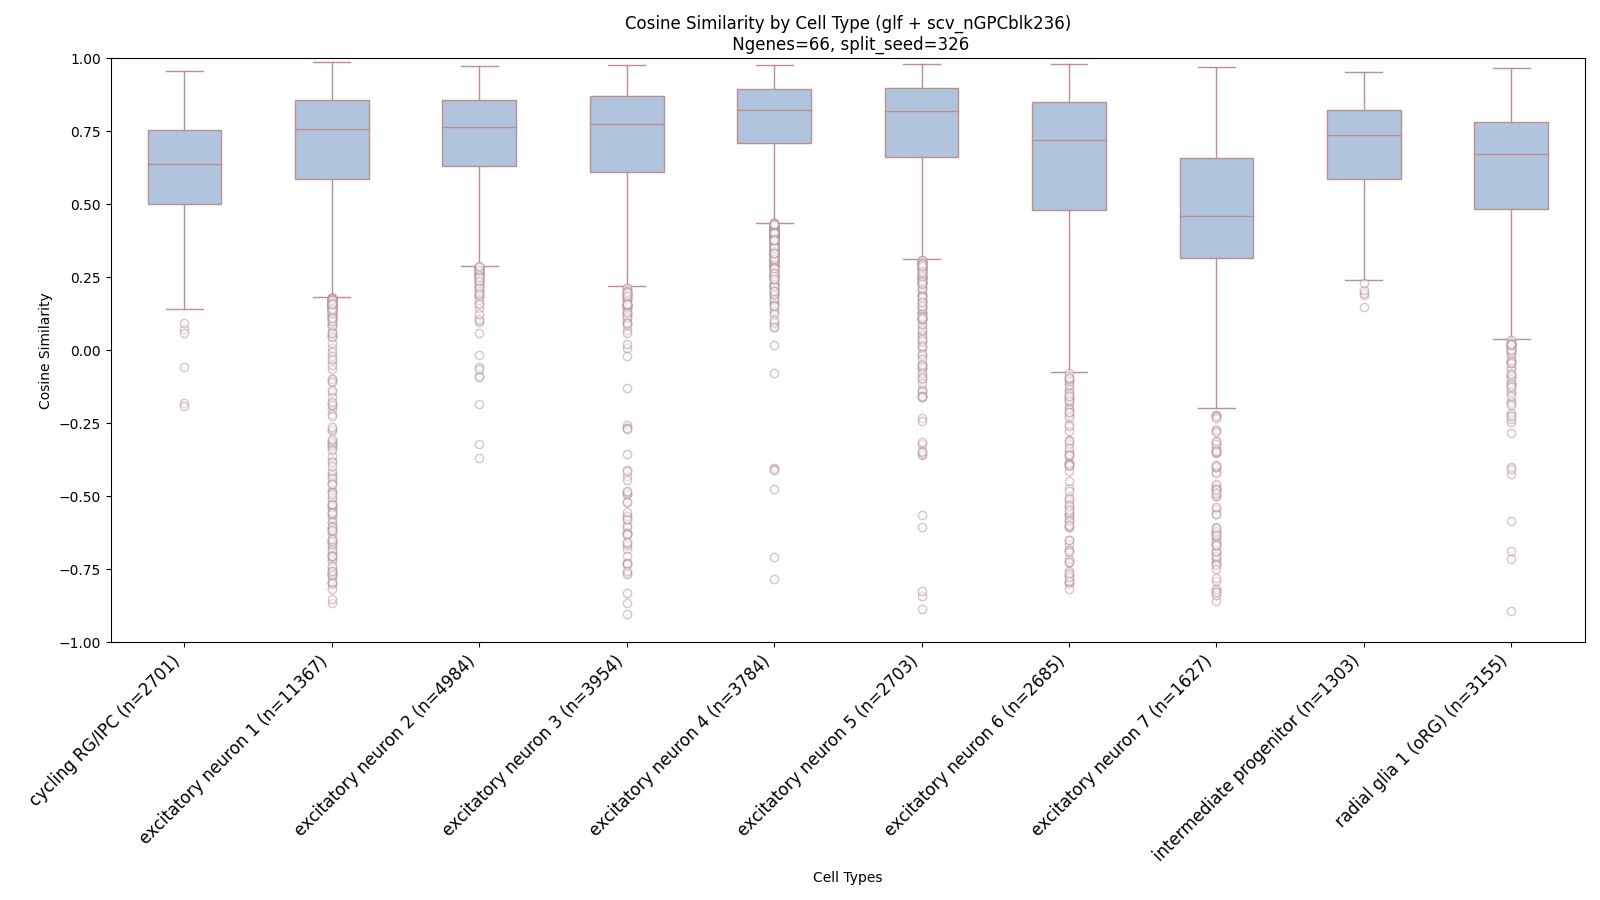 Cosine Similarity by Cell Type (glf + scv_nGPCblk236)
Ngenes=66, split_seed=326
1.00
0.75
0.50
0.25
0.00
−0.25
−0.50
−0.75
−1.00
Cosine Similarity
cycling RG/IPC (n=2701)
excitatory neuron 1 (n=11367)
excitatory neuron 2 (n=4984)
excitatory neuron 3 (n=3954)
excitatory neuron 4 (n=3784)
excitatory neuron 5 (n=2703)
excitatory neuron 6 (n=2685)
excitatory neuron 7 (n=1627)
intermediate progenitor (n=1303)
radial glia 1 (oRG) (n=3155)
Cell Types